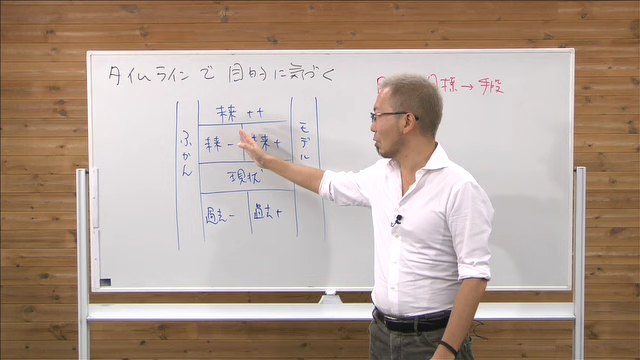 タイムラインで 目的に気づく
標→手段
未来 ++
未来 - 未来 +
現状
過去- 過去+
ふかん
モデル